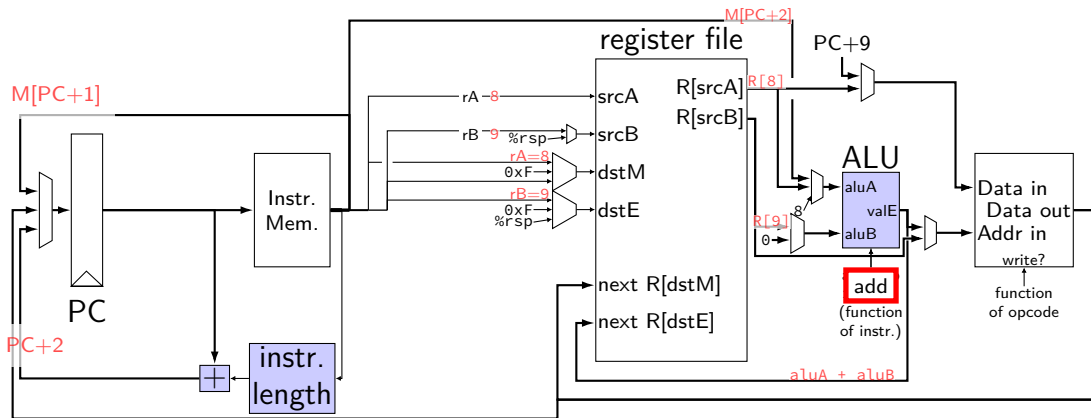 M[PC+2]
register file
PC+9
M[PC+1]
R[srcA]
R[8]
rA 8
srcA
R[srcB]
rB 9
%rsp
srcB
ALU
rA=8
0xF
dstM
Instr.
Mem.
aluA
Data in
rB=9
0xF
%rsp
dstE
8
valE
Data out
R[9]
0
aluB
Addr in
write?
add
(function
of instr.)
function
of opcode
next R[dstM]
PC
next R[dstE]
PC+2
instr.
length
+
aluA + aluB